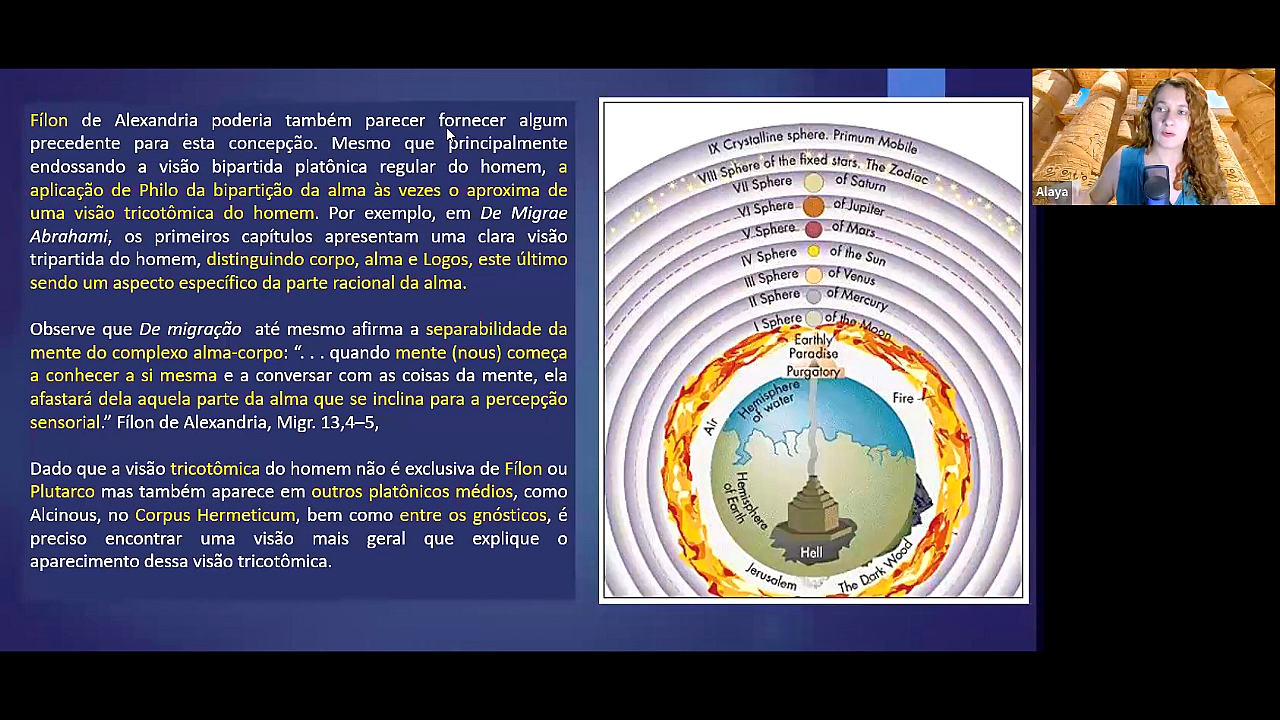 Fílon de Alexandria poderia também parecer fornecer algum
precedente para esta concepção. Mesmo que principalmente
endossando a visão bipartida platônica regular do homem, a
aplicação de Philo da bipartição da alma às vezes o aproxima de
uma visão tricotômica do homem. Por exemplo, em De Migrae
Abrahami, os primeiros capítulos apresentam uma clara visão
tripartida do homem, distinguindo corpo, alma e Logos, este último
sendo um aspecto específico da parte racional da alma.
Observe que De migração até mesmo afirma a separabilidade da
mente do complexo alma-corpo: “. . . quando mente (nous) começa
a conhecer a si mesma e a conversar com as coisas da mente, ela
afastará dela aquela parte da alma que se inclina para a percepção
sensorial.” Fílon de Alexandria, Migr. 13,4–5,
Dado que a visão tricotômica do homem não é exclusiva de Fílon ou
Plutarco mas também aparece em outros platônicos médios, como
Alcinous, no Corpus Hermeticum, bem como entre os gnósticos, é
preciso encontrar uma visão mais geral que explique o
aparecimento dessa visão tricotômica.
IX Crystalline sphere. Primum Mobile
VIII Sphere of the fixed stars. The Zodiac
VII Sphere of Saturn
VI Sphere of Jupiter
V Sphere of Mars
IV Sphere of the Sun
III Sphere of Venus
II Sphere of Mercury
I Sphere of the Moon
Earthly
Paradise
Purgatory
Hemisphere
of water
Fire
Air
Hemisphere
of Earth
Hell
Jerusalem
The Dark Wood
Alaya